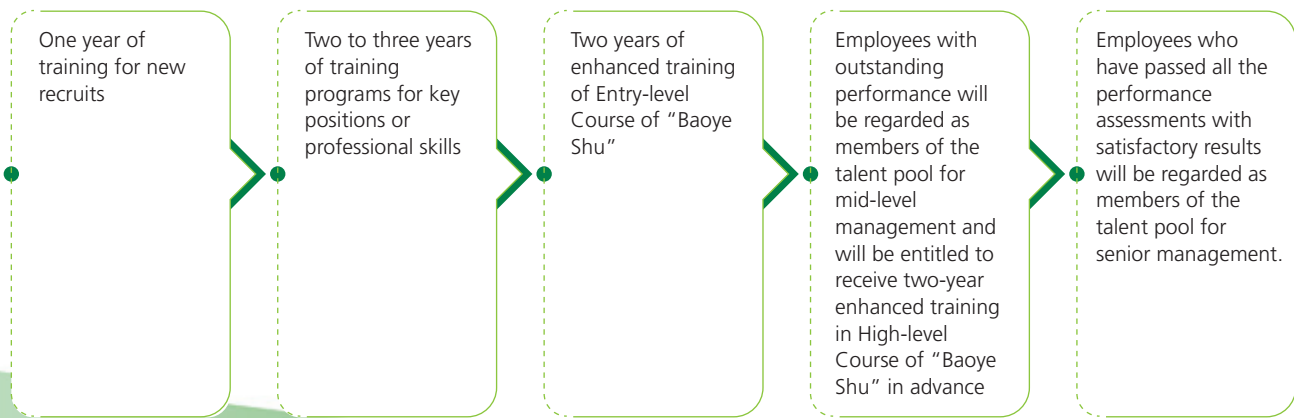 One year of
training for new
recruits
Two to three years
of training
programs for key
positions or
professional skills
Two years of
enhanced training
of Entry-level
Course of “Baoye
Shu”
Employees with
outstanding
performance will
be regarded as
members of the
talent pool for
mid-level
management and
will be entitled to
receive two-year
enhanced training
in High-level
Course of “Baoye
Shu” in advance
Employees who
have passed all the
performance
assessments with
satisfactory results
will be regarded as
members of the
talent pool for
senior management.